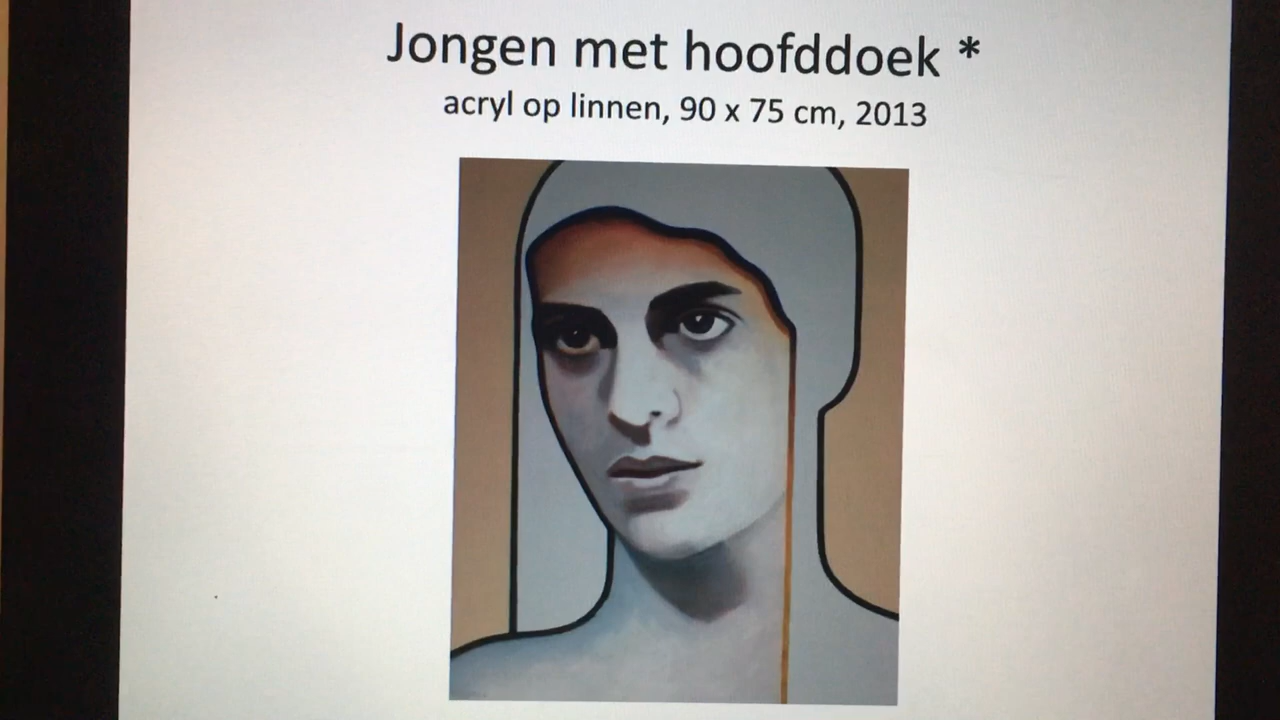 Jongen met hoofddoek *
acryl op linnen, 90 x 75 cm, 2013